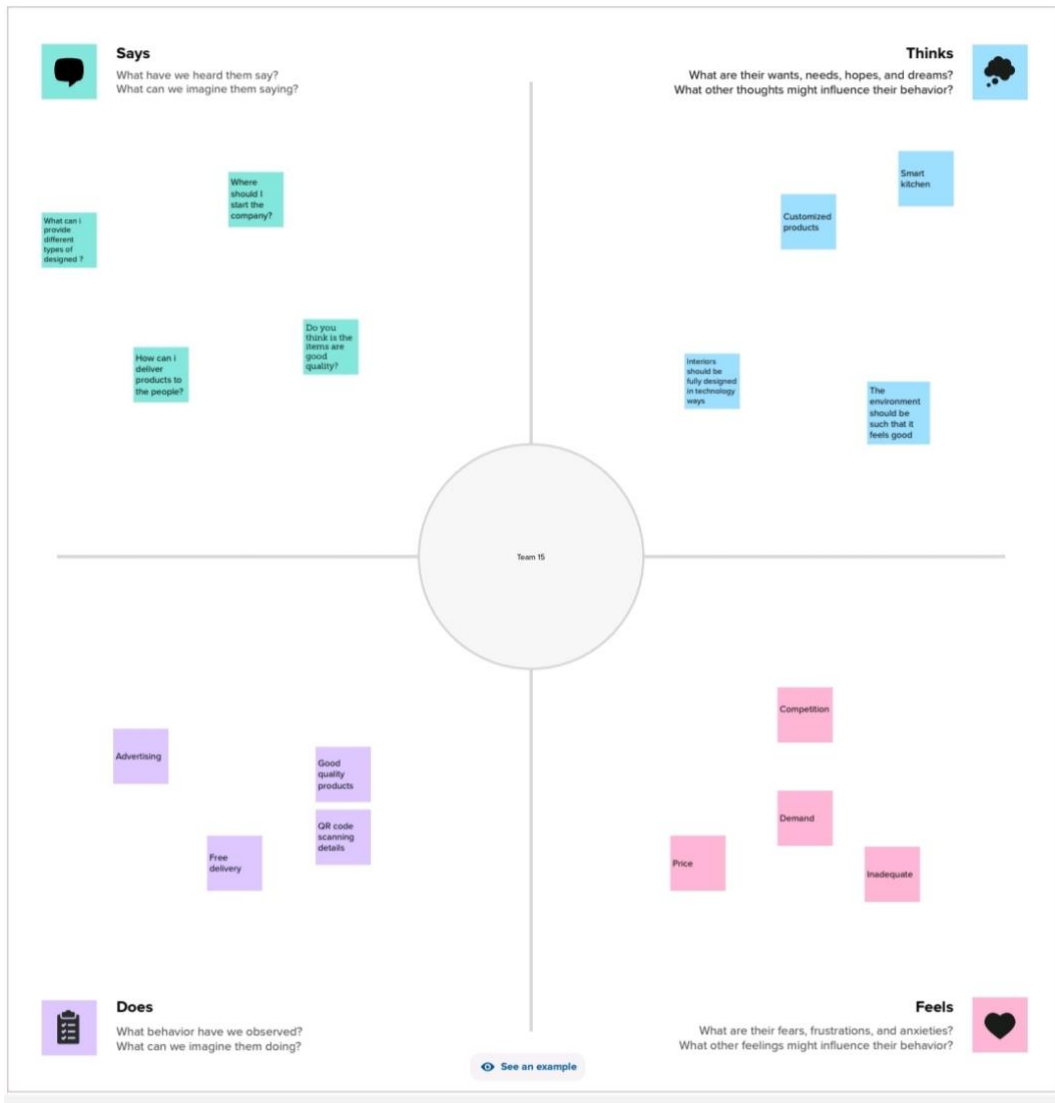 Says
What have we heard them say?
What can we imagine them saying?
Thinks
What are their wants, needs, hopes, and dreams?
What other thoughts might influence their behavior?
What can i
provide
different
types of
designed ?
Where
should I
start the
company?
How can i
deliver
products to
the people?
Do you
think is the
items are
good
quality?
Smart
kitchen
Customized
products
Interiors
should be
fully designed
in technology
ways
The
environment
should be
such that it
feels good
Team 15
Advertising
Good
quality
products
QR code
scanning
details
Free
delivery
Competition
Demand
Price
Inadequate
Does
What behavior have we observed?
What can we imagine them doing?
Feels
What are their fears, frustrations, and anxieties?
What other feelings might influence their behavior?
See an example